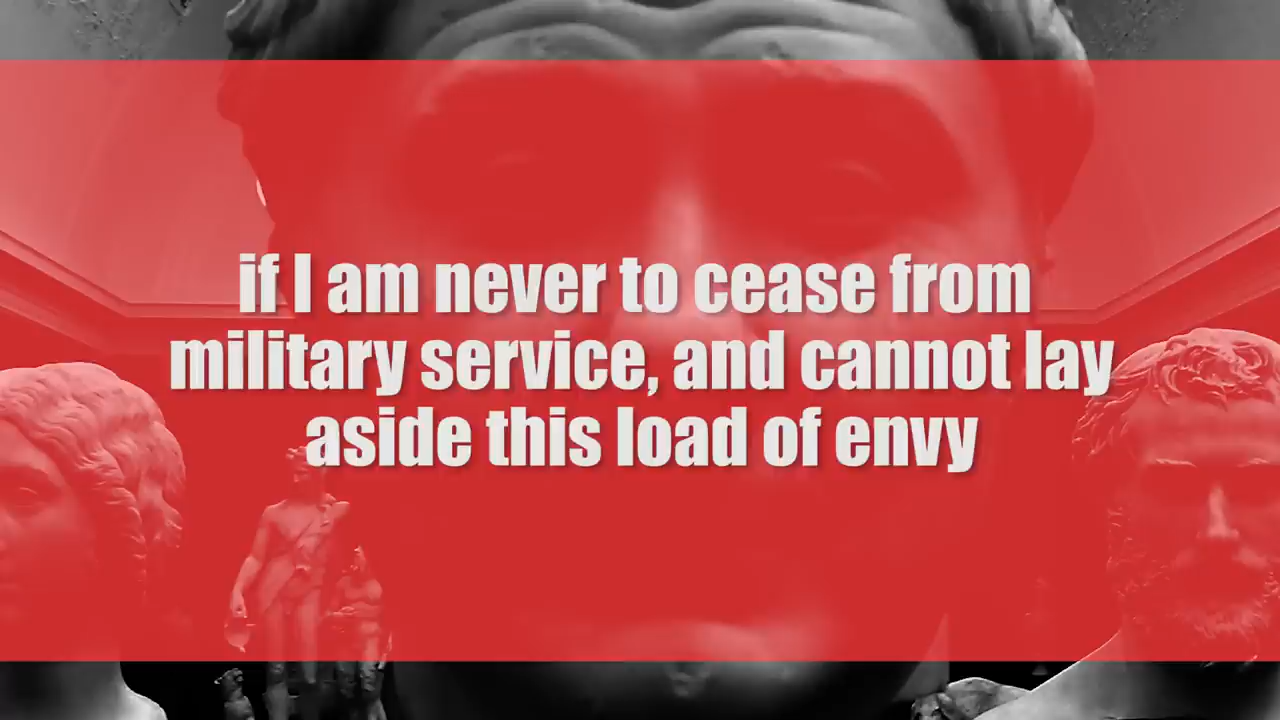 if I am never to cease from
military service, and cannot lay
aside this load of envy